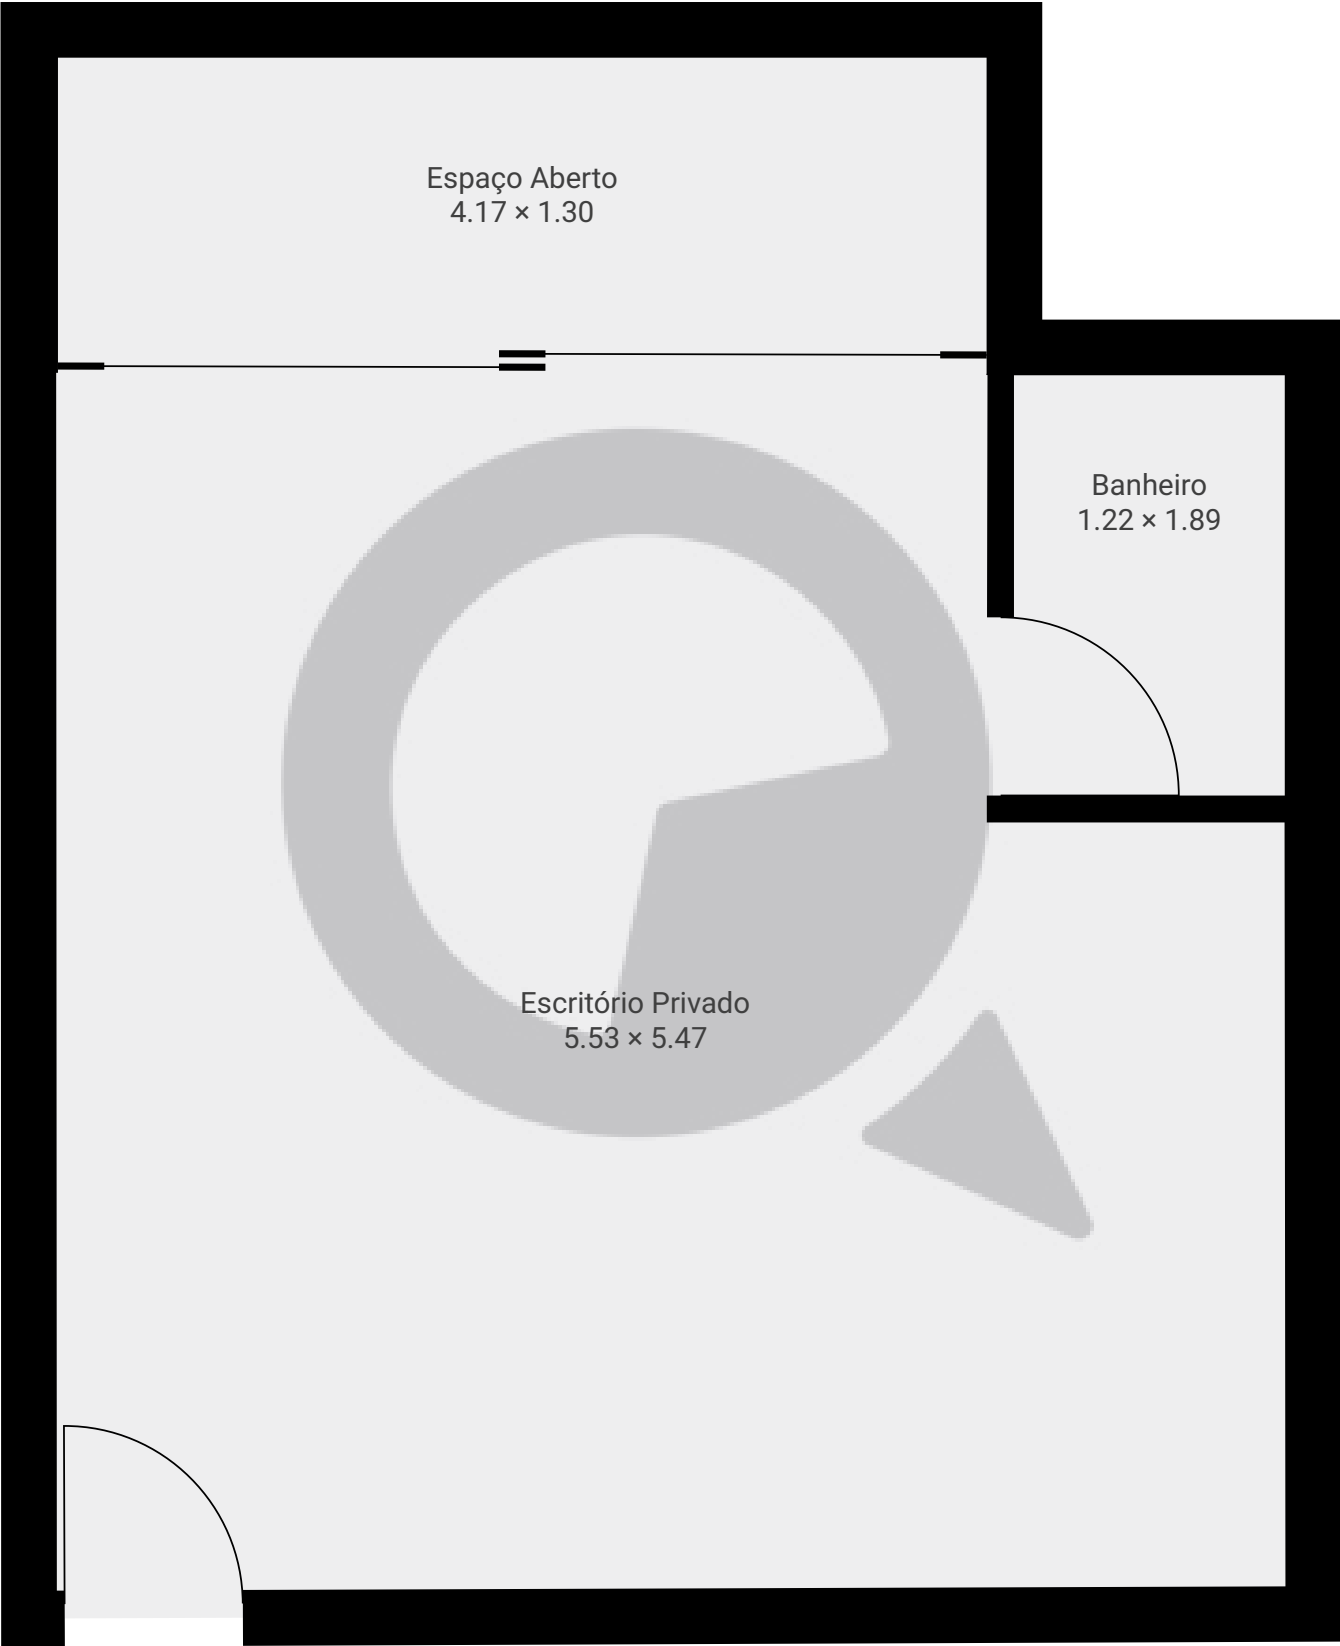 Espaço Aberto
4.17 × 1.30
Banheiro
1.22 × 1.89
Escritório Privado
5.53 × 5.47